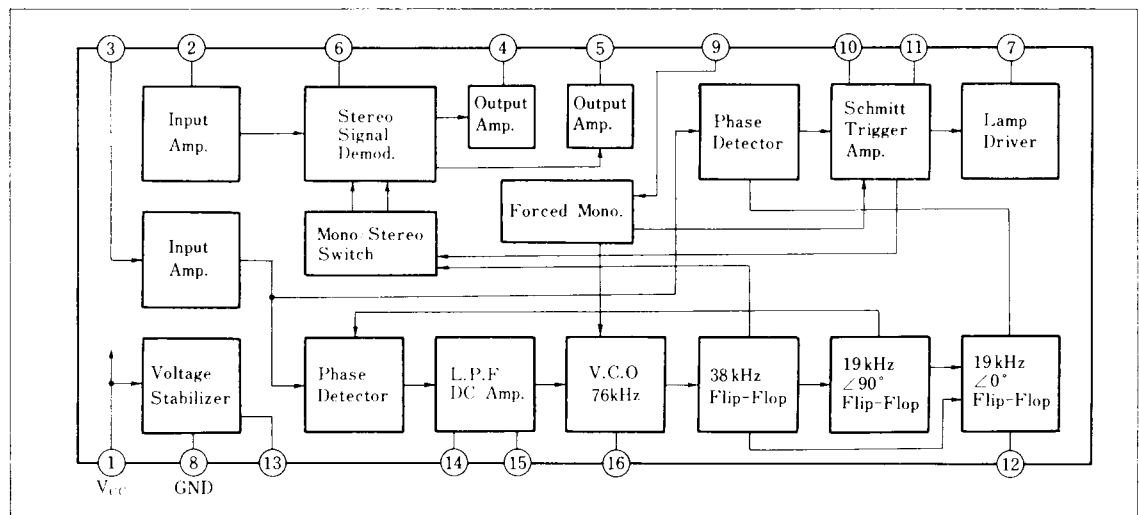 3
2
6
4
5
9
10
11
7
Input
Amp.
Stereo
Signal
Demod.
Output
Amp.
Output
Amp.
Phase
Detector
Schmitt
Trigger
Amp.
Lamp
Driver
Forced Mono.
Input
Amp.
Mono/Stereo
Switch
Voltage
Stabilizer
Phase
Detector
L.P.F
DC Amp.
V.C.O
76kHz
38kHz
Flip-Flop
19kHz
∠90°
Flip-Flop
19kHz
∠0°
Flip-Flop
1
8
13
14
15
16
12
Vcc
GND